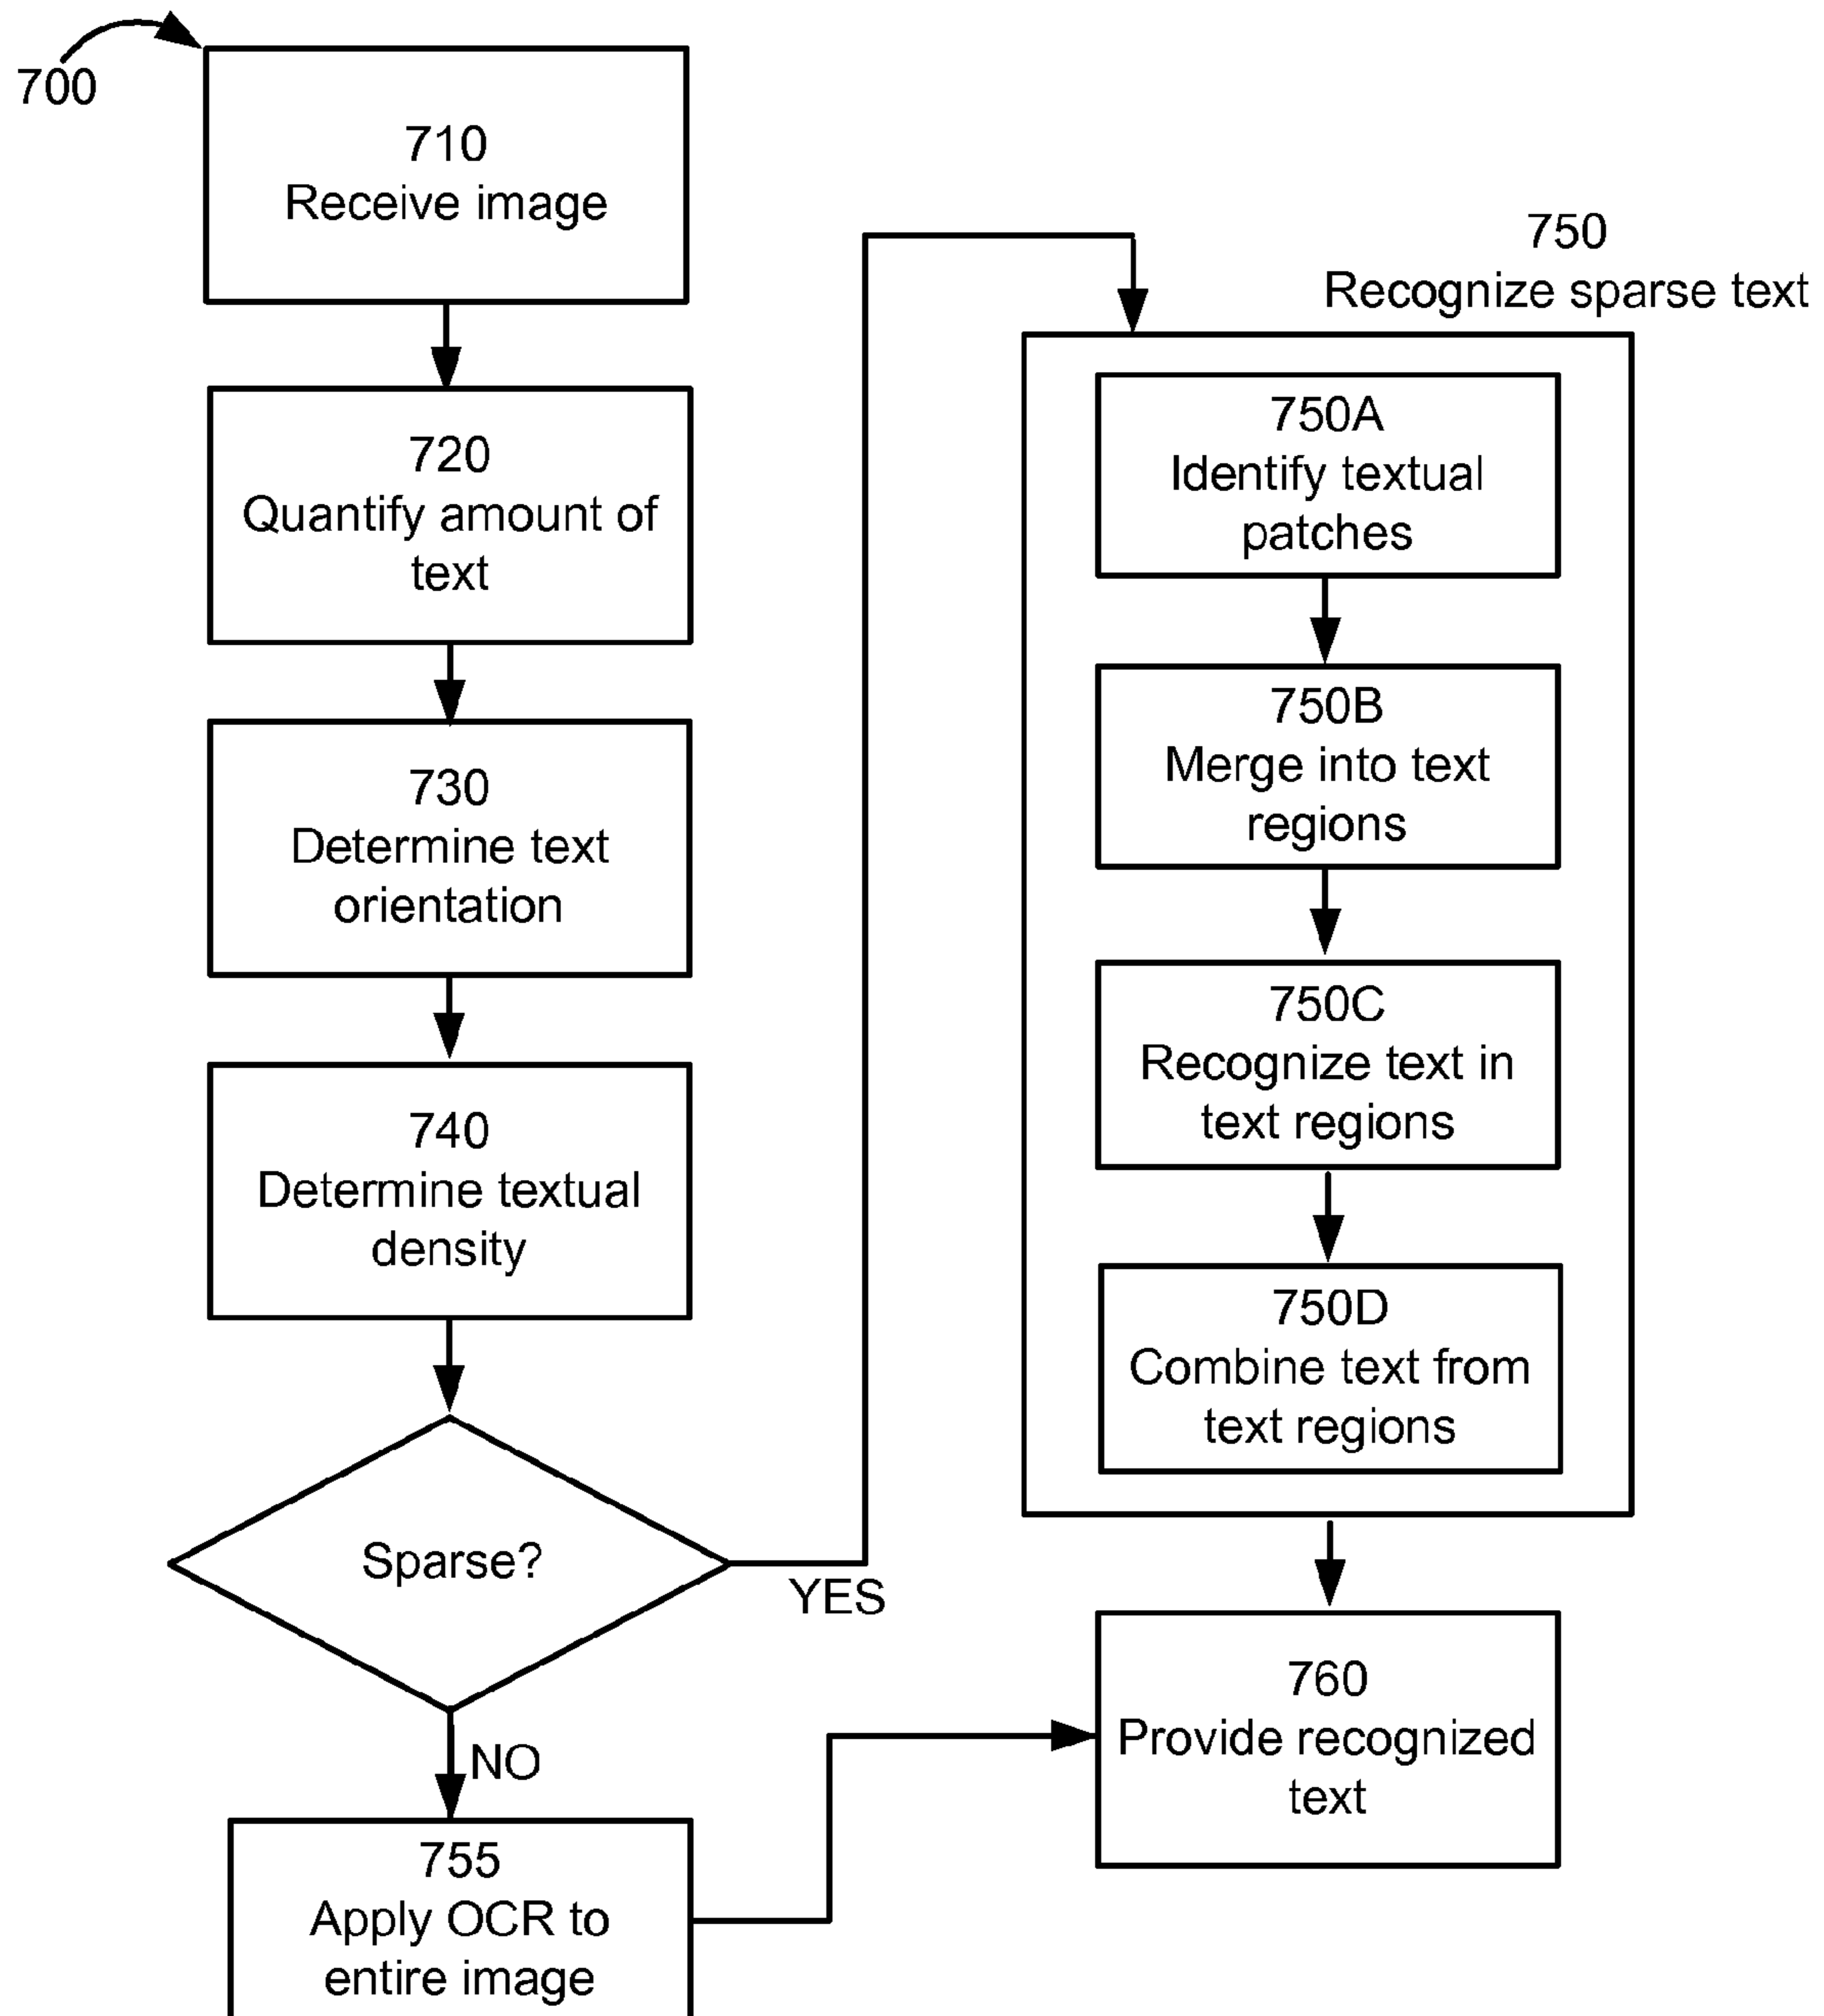 700
710
Receive image
720
Quantify amount of
text
730
Determine text
orientation
740
Determine textual
density
Sparse?
YES
NO
755
Apply OCR to
entire image
750
Recognize sparse text
750A
Identify textual
patches
750B
Merge into text
regions
750C
Recognize text in
text regions
750D
Combine text from
text regions
760
Provide recognized
text